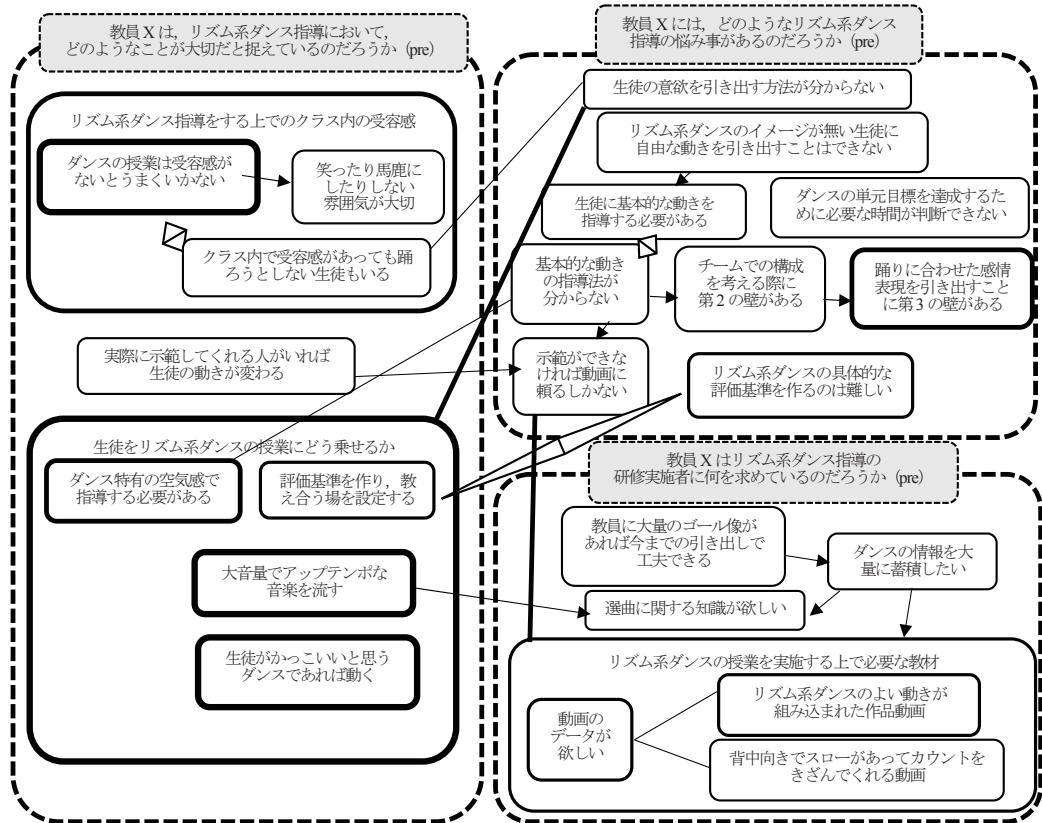 教員 X は，リズム系ダンス指導において，
どのようなことが大切だと捉えているのだろうか (pre)
リズム系ダンス指導をする上でのクラス内の受容感
ダンスの授業は受容感が
ないとうまくいかない
笑ったり馬鹿に
したりしない
雰囲気が大切
クラス内で受容感があっても踊
ろうとしない生徒もいる
実際に示範してくれる人がいれば
生徒の動きが変わる
生徒をリズム系ダンスの授業にどう乗せるか
ダンス特有の空気感で
指導する必要がある
評価基準を作り，教
え合う場を設定する
大音量でアップテンポな
音楽を流す
生徒がかっこいいと思う
ダンスであれば動く
教員 X には，どのようなリズム系ダンス
指導の悩み事があるのだろうか (pre)
生徒の意欲を引き出す方法が分からない
リズム系ダンスのイメージが無い生徒に
自由な動きを引き出すことはできない
生徒に基本的な動きを
指導する必要がある
ダンスの単元目標を達成するた
めに必要な時間が判断できない
基本的な動き
の指導法が
分からない
チームでの構成
を考える際に
第 2 の壁がある
踊りに合わせた感情
表現を引き出すこと
に第 3 の壁がある
示範ができな
ければ動画に
頼るしかない
リズム系ダンスの具体的な
評価基準を作るのは難しい
教員 X はリズム系ダンス指導の
研修実施者に何を求めているのだろうか (pre)
教員に大量のゴール像が
あれば今までの引き出しで
工夫できる
ダンスの情報を大
量に蓄積したい
選曲に関する知識が欲しい
リズム系ダンスの授業を実施する上で必要な教材
動画の
データが
欲しい
リズム系ダンスのよい動きが
組み込まれた作品動画
背中向きでスローがあってカウントを
きざんでくれる動画